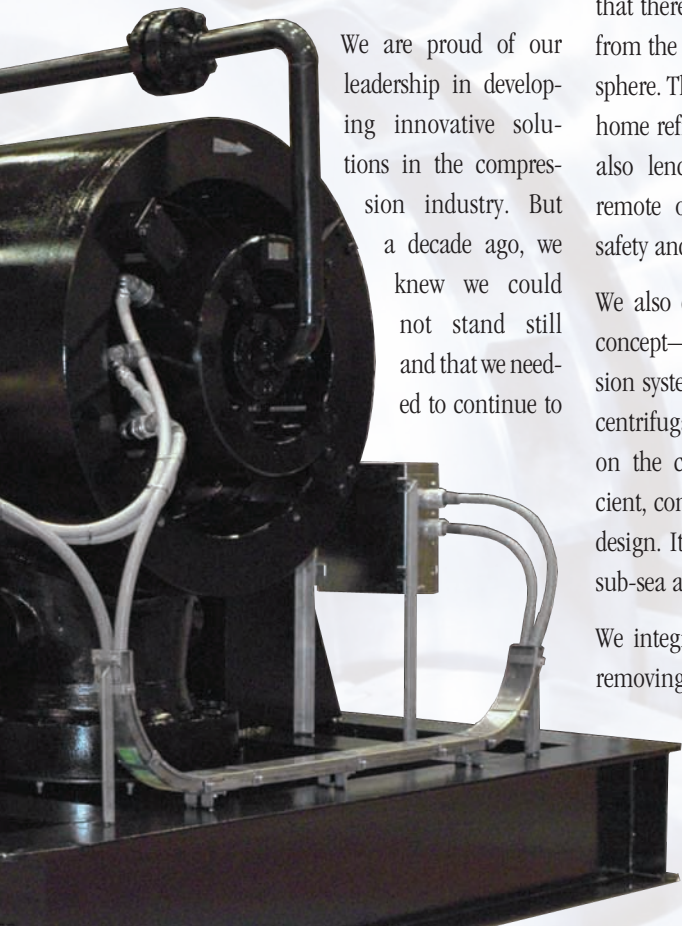 We are proud of our
leadership in develop-
ing innovative solu-
tions in the compres-
sion industry. But
a decade ago, we
knew we could
not stand still
and that we need-
ed to continue to
that there
from the
sphere. Th
home ref
also lend
remote o
safety and
We also
concept—
sion syste
centrifug
on the c
cient, con
design. It
sub-sea a
We integ
removing